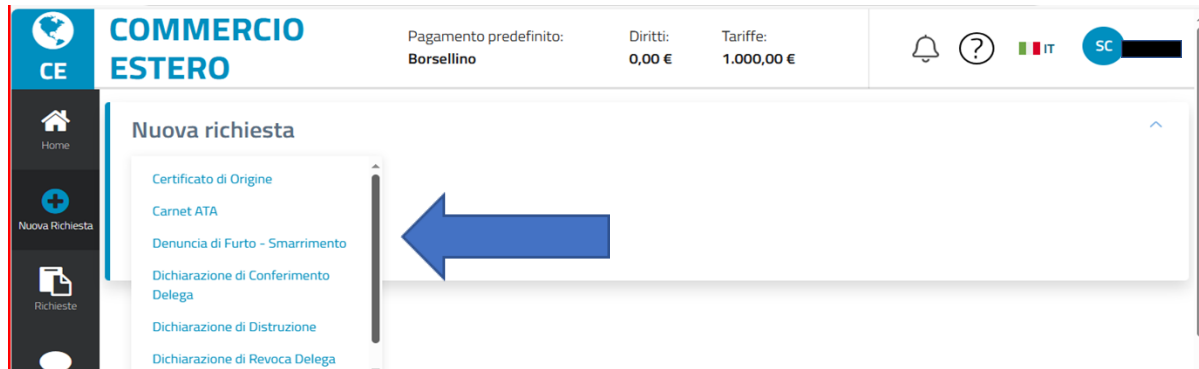 CE
COMMERCIO
ESTERO
Pagamento predefinito:
Borsellino
Diritti:
0,00 €
Tariffe:
1.000,00 €
?
IT
SC
Home
Nuova Richiesta
Richieste
Nuova richiesta
Certificato di Origine
Carnet ATA
Denuncia di Furto - Smarrimento
Dichiarazione di Conferimento
Delega
Dichiarazione di Distruzione
Dichiarazione di Revoca Delega